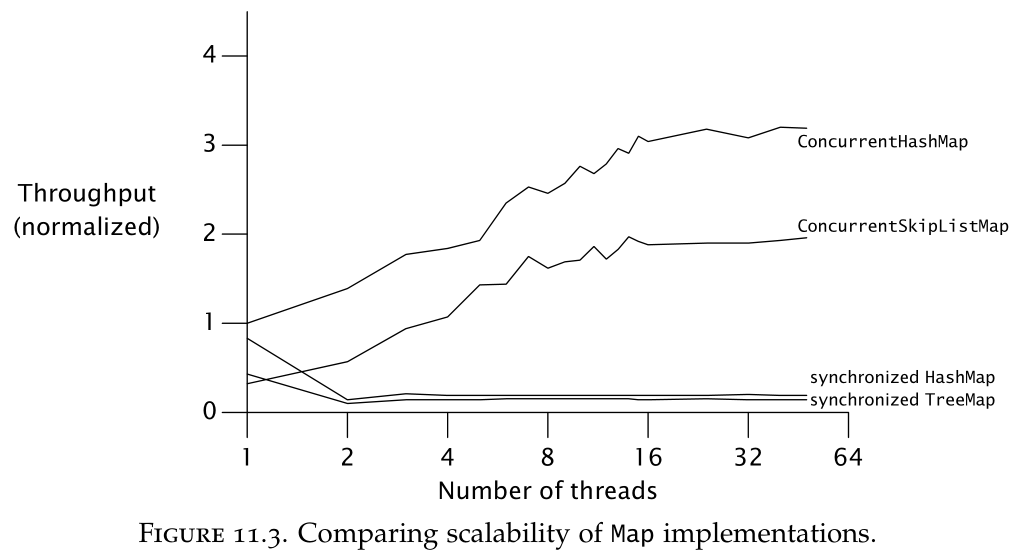 4
3
2
1
0
Throughput
(normalized)
ConcurrentHashMap
ConcurrentSkipListMap
synchronized HashMap
synchronized TreeMap
1 2 4 8 16 32 64
Number of threads
FIGURE 11.3. Comparing scalability of Map implementations.